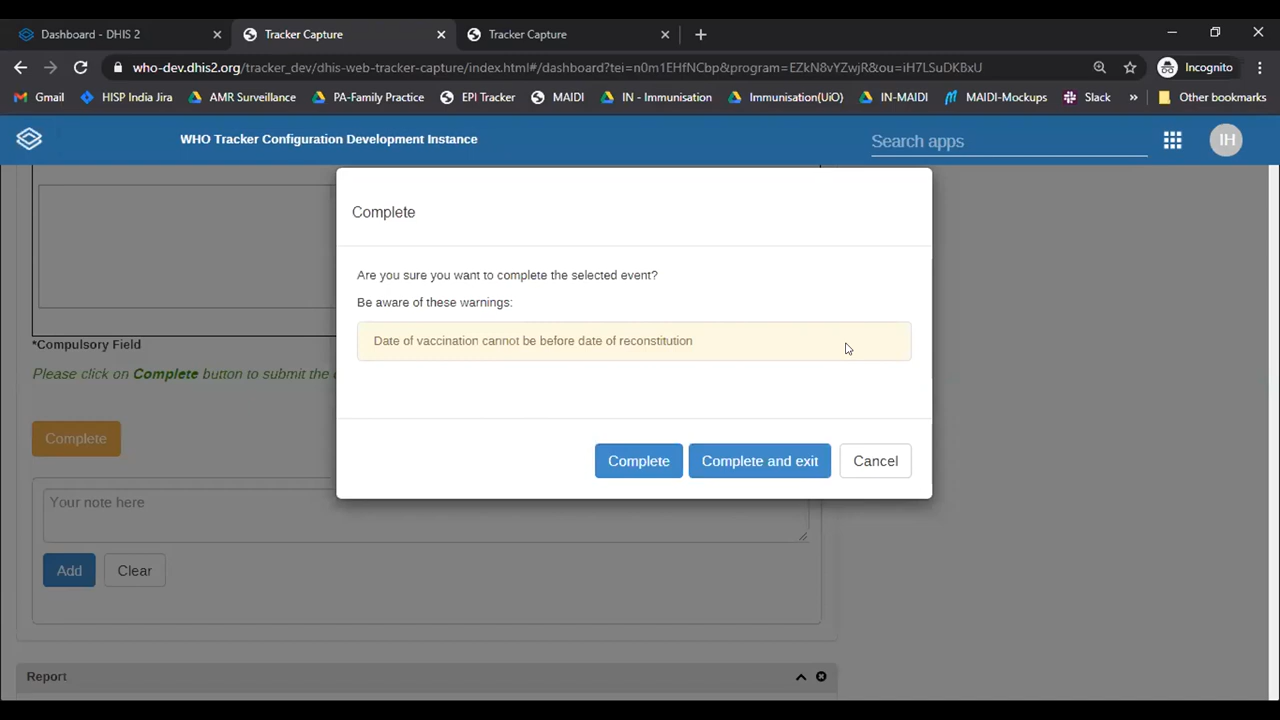 Dashboard - DHIS 2
Tracker Capture
Tracker Capture
who-dev.dhis2.org/tracker_dev/dhis-web-tracker-capture/index.html#/dashboard?tei=n0m1EHfNCbp&program=EZkN8vYZwjR&ou=iH7LSuDKBxU
Incognito
Gmail
HISP India Jira
AMR Surveillance
PA-Family Practice
EPI Tracker
MAIDI
IN - Immunisation
Immunisation(UiO)
IN-MAIDI
MAIDI-Mockups
Slack
»
Other bookmarks
WHO Tracker Configuration Development Instance
Search apps
IH
Complete
Are you sure you want to complete the selected event?
Be aware of these warnings:
Date of vaccination cannot be before date of reconstitution
Complete
Complete and exit
Cancel
*Compulsory Field
Please click on Complete button to submit the
Complete
Your note here
Add
Clear
Report